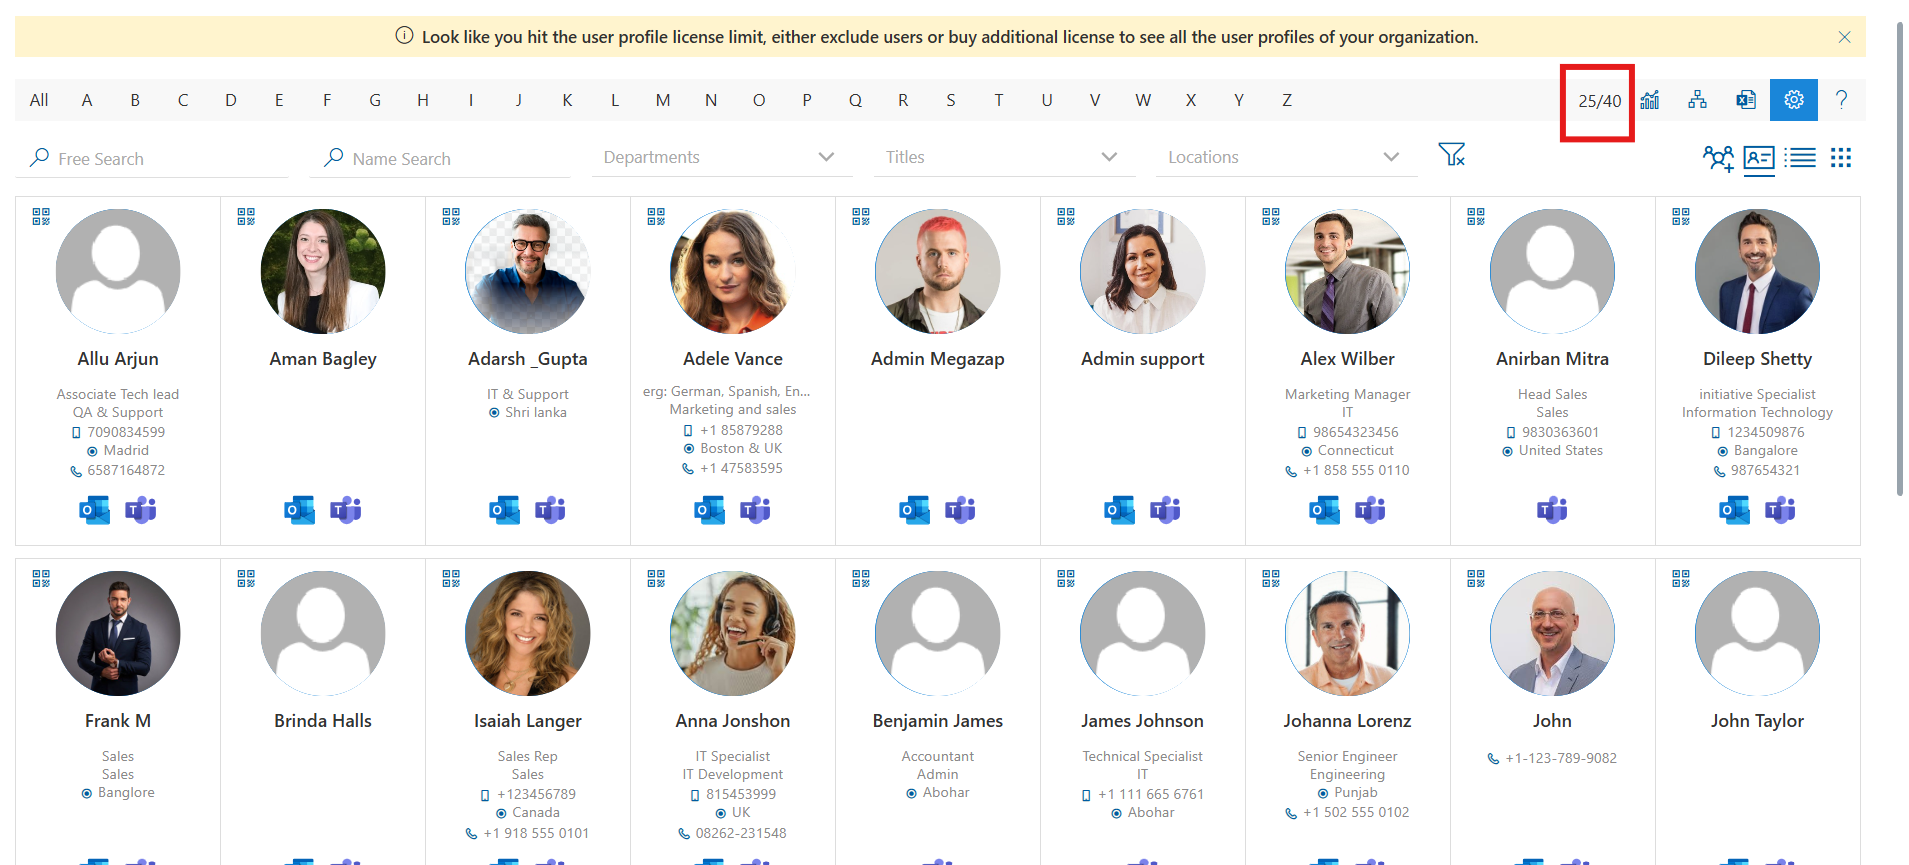 Look like you hit the user profile license limit, either exclude users or buy additional license to see all the user profiles of your organization.
All A B C D E F G H I J K L M N O P Q R S T U V W X Y Z 25/40 ?
Free Search Name Search Departments Titles Locations
Allu Arjun
Associate Tech lead
QA & Support
7090834599
Madrid
6587164872
Aman Bagley
Adarsh _Gupta
IT & Support
Shri lanka
Adele Vance
erg: German, Spanish, En...
Marketing and sales
+1 85879288
Boston & UK
+1 47583595
Admin Megazap
Admin support
Alex Wilber
Marketing Manager
IT
98654323456
Connecticut
+1 858 555 0110
Anirban Mitra
Head Sales
Sales
9830363601
United States
Dileep Shetty
initiative Specialist
Information Technology
1234509876
Bangalore
987654321
Frank M
Sales
Sales
Banglore
Brinda Halls
Isaiah Langer
Sales Rep
Sales
+123456789
Canada
+1 918 555 0101
Anna Jonshon
IT Specialist
IT Development
815453999
UK
08262-231548
Benjamin James
Accountant
Admin
Abohar
James Johnson
Technical Specialist
IT
+1 111 665 6761
Abohar
Johanna Lorenz
Senior Engineer
Engineering
Punjab
+1 502 555 0102
John
+1-123-789-9082
John Taylor